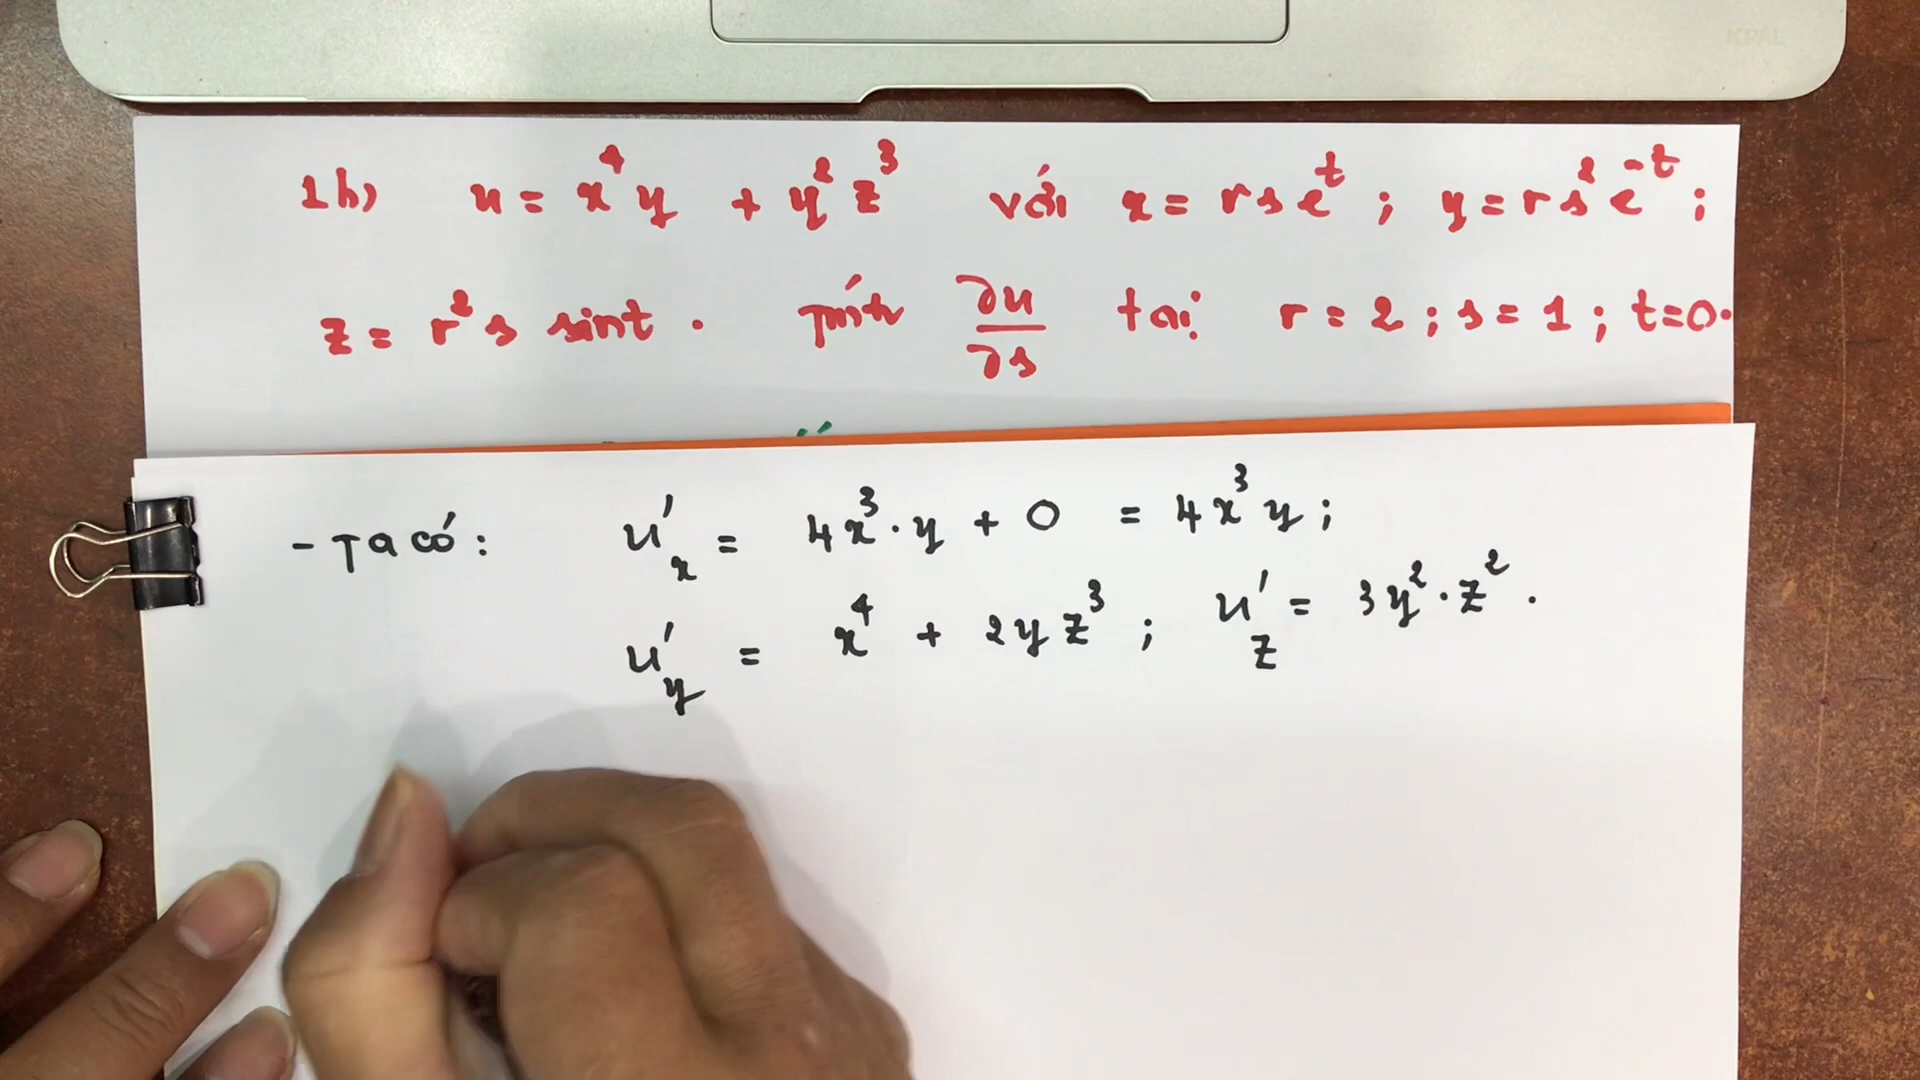 1b) u = x⁴y + y²z³ với x = rse^t ; y = rs²e^-t ;
z = r²s sint . Tính ∂u/∂s tại r = 2 ; s = 1 ; t=0.
- Ta có : u'x = 4x³.y + 0 = 4x³y ;
u'y = x⁴ + 2yz³ ; u'z = 3y².z² .